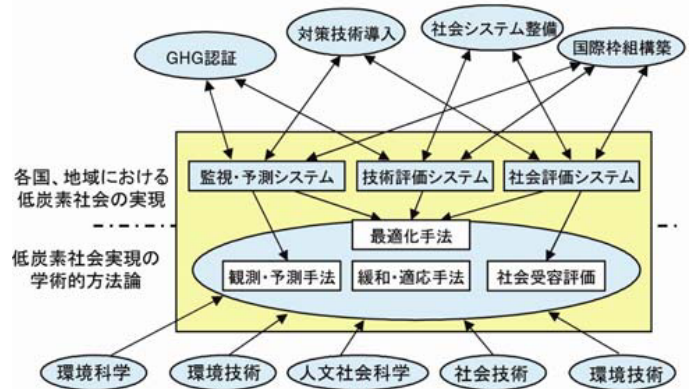 GHG認証
対策技術導入
社会システム整備
国際枠組構築
各国、地域における
低炭素社会の実現
監視・予測システム
技術評価システム
社会評価システム
最適化手法
低炭素社会実現の
学術的方法論
観測・予測手法
緩和・適応手法
社会受容評価
環境科学
環境技術
人文社会科学
社会技術
環境技術